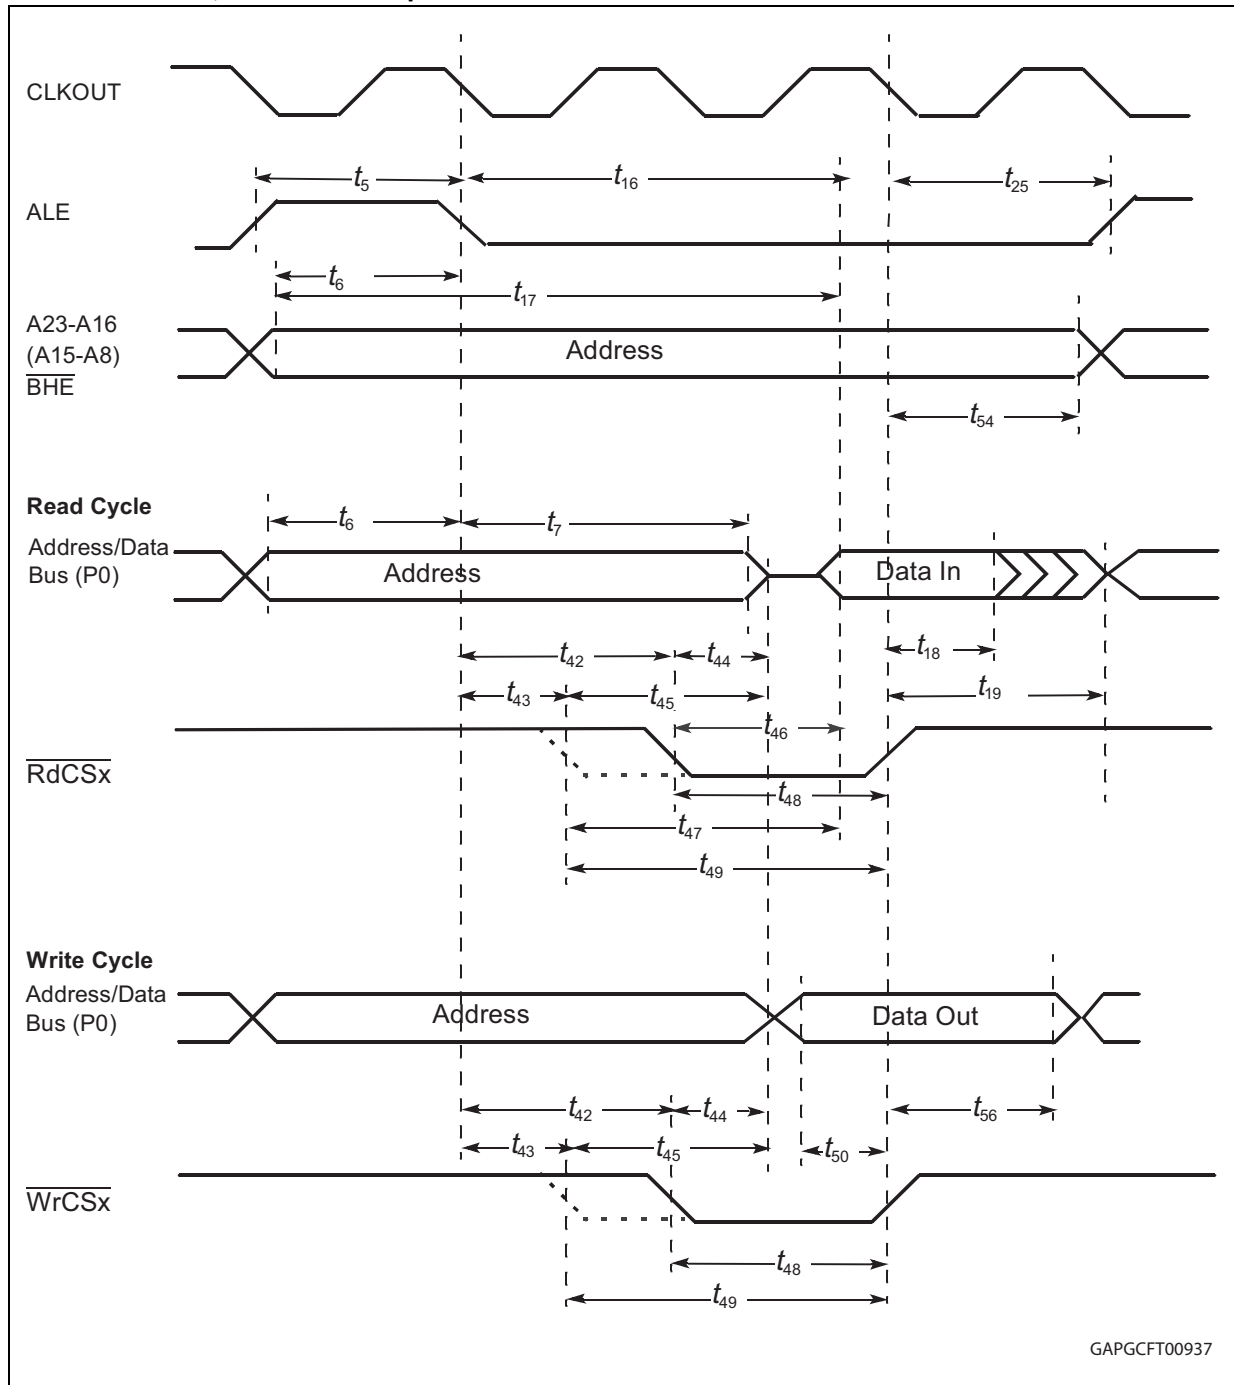 CLKOUT
t5 t16 t25
ALE
t6
t17
A23-A16
(A15-A8) Address
BHE
t54
Read Cycle
t6 t7
Address/Data
Bus (P0) Address Data In
t18
t42 t44
t43 t45 t19
t46
RdCSx
t48
t47
t49
Write Cycle
Address/Data
Bus (P0) Address Data Out
t42 t44 t56
t43 t45 t50
WrCSx
t48
t49
GAPGCFT00937